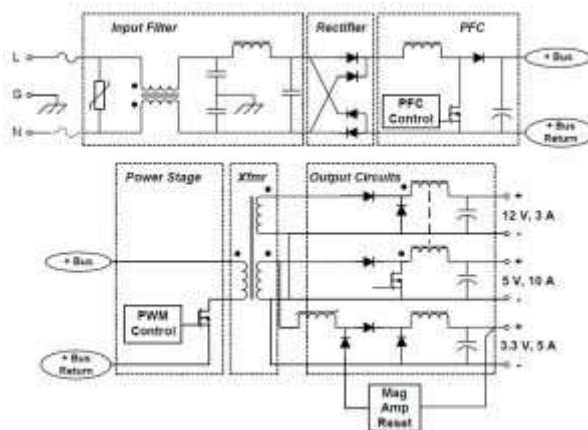 Input Filter
Rectifier
PFC
L
G
N
+ Bus
PFC
Control
+ Bus
Return
Power Stage
Xfmr
Output Circuits
+
12 V, 3 A
-
+ Bus
+
5 V, 10 A
-
PWM
Control
+
3.3 V, 5 A
-
+ Bus
Return
Mag
Amp
Reset